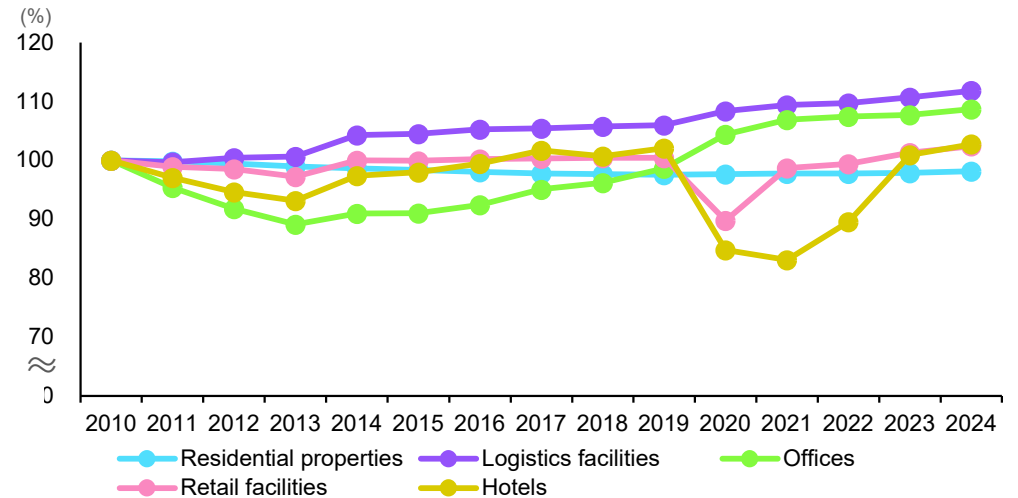 (%)
120
110
100
90
80
70
0
2010 2011 2012 2013 2014 2015 2016 2017 2018 2019 2020 2021 2022 2023 2024
Residential properties Logistics facilities Offices
Retail facilities Hotels